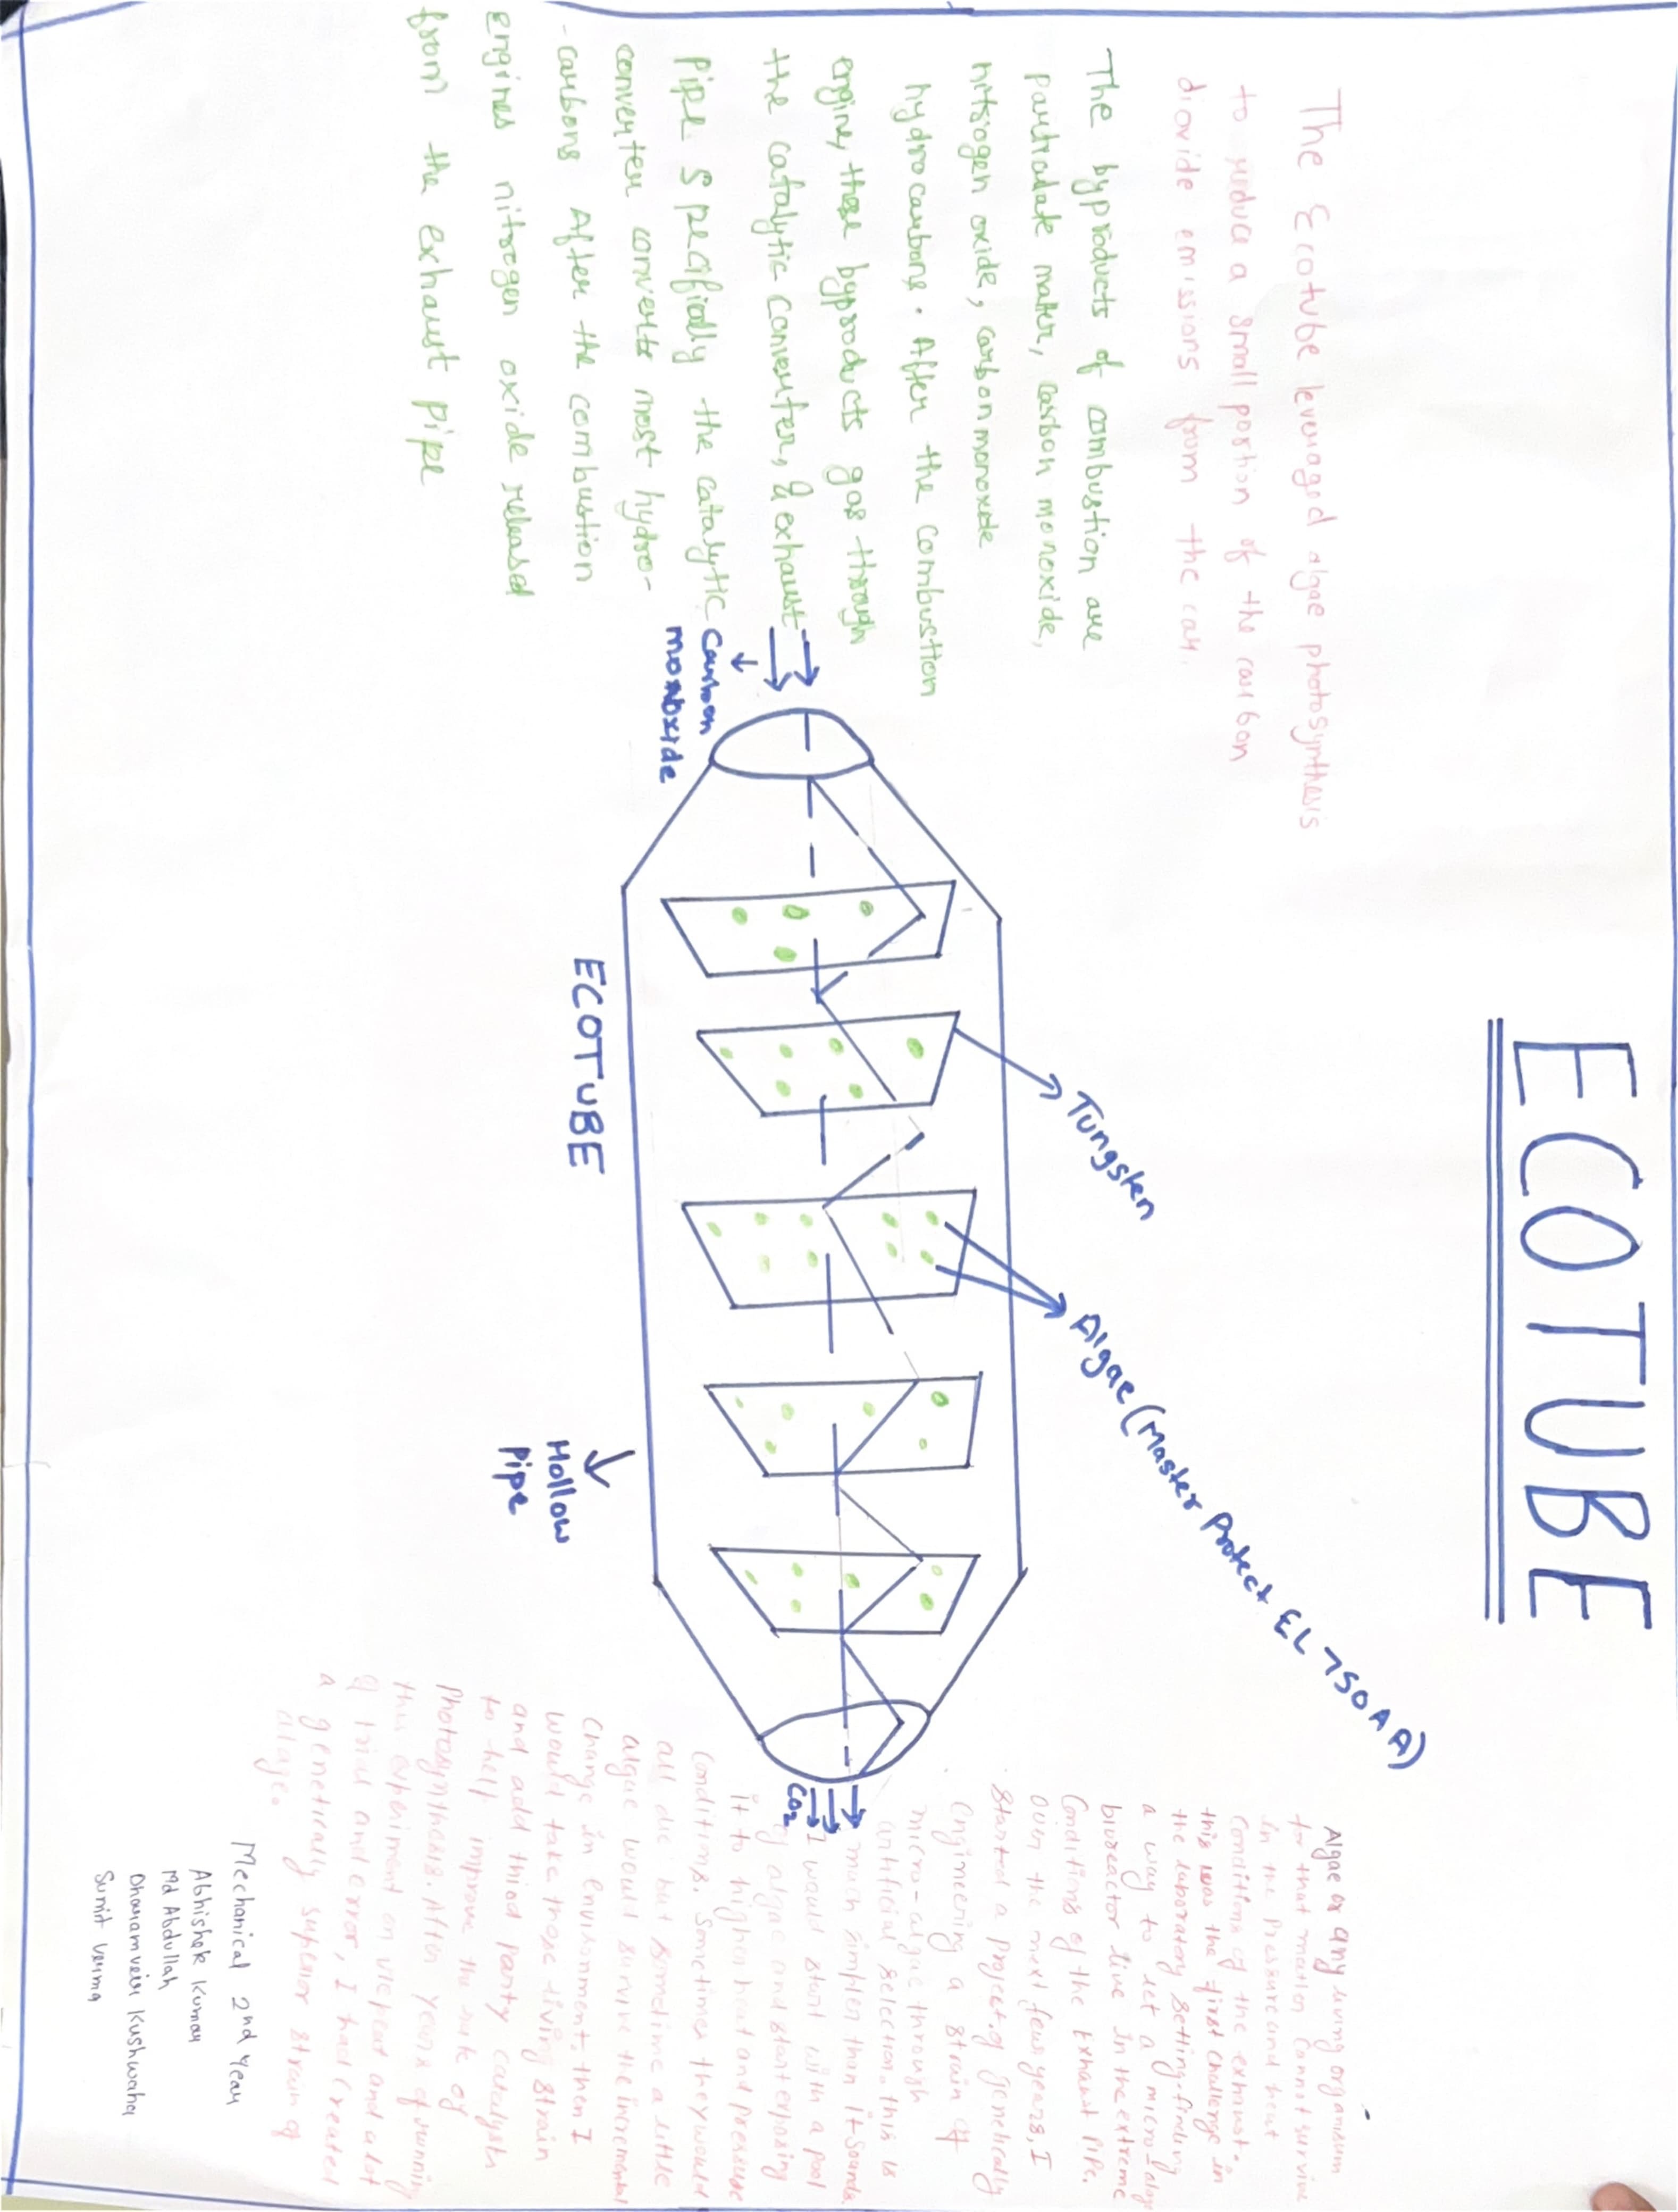 ECOTUBE
The Ecotube leveraged algae photosynthesis
to reduce a small portion of the carbon
dioxide emissions from the car.
The byproducts of combustion are
particulate matter, carbon monoxide,
nitrogen oxide, carbon monoxide
hydrocarbons. After the combustion
engine, these byproducts gas through
the catalytic converter, & exhaust
Pipe Specifically the catalytic
converter converts most hydro-
-carbons After the combustion
engines nitrogen oxide released
from the exhaust pipe
Carbon
monoxide
Tungsten
Algae (Master Protect EL 750 AA)
ECOTUBE
Hollow
Pipe
CO2
Algae or any living organism
for that matter cannot survive
in the Pressure and heat
Conditions of the exhaust.
this was the first challenge in
the laboratory setting-finding
a way to let a micro-alge
bioreactor live in the extreme
Conditions of the Exhaust Pipe.
over the next few years, I
started a project of genetically
Engineering a strain of
micro-algae through
artificial selection. this is
much simpler than it sounds
I would start with a pool
of algae and start exposing
it to higher heat and pressure
conditions. Sometimes they would
all die but sometime a little
algae would survive the incremental
change in environment. then I
would take those living strain
and add third party catalysts
to help improve the rate of
Photosynthesis. After years of running
this experiment on repeat and a lot
of trial and error, I had created
a genetically superior strain of
alage.
Mechanical 2nd Year
Abhishek Kumar
Md Abdullah
Dharamveer Kushwaha
Sumit Verma